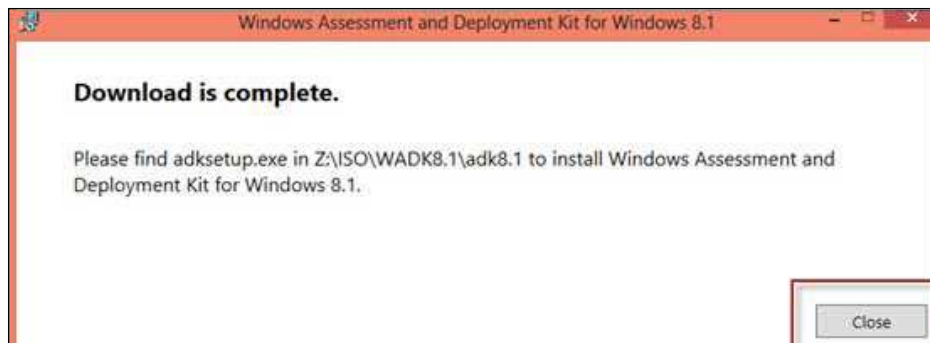 Windows Assessment and Deployment Kit for Windows 8.1
Download is complete.
Please find adksetup.exe in Z:\ISO\WADK8.1\adk8.1 to install Windows Assessment and
Deployment Kit for Windows 8.1.
Close